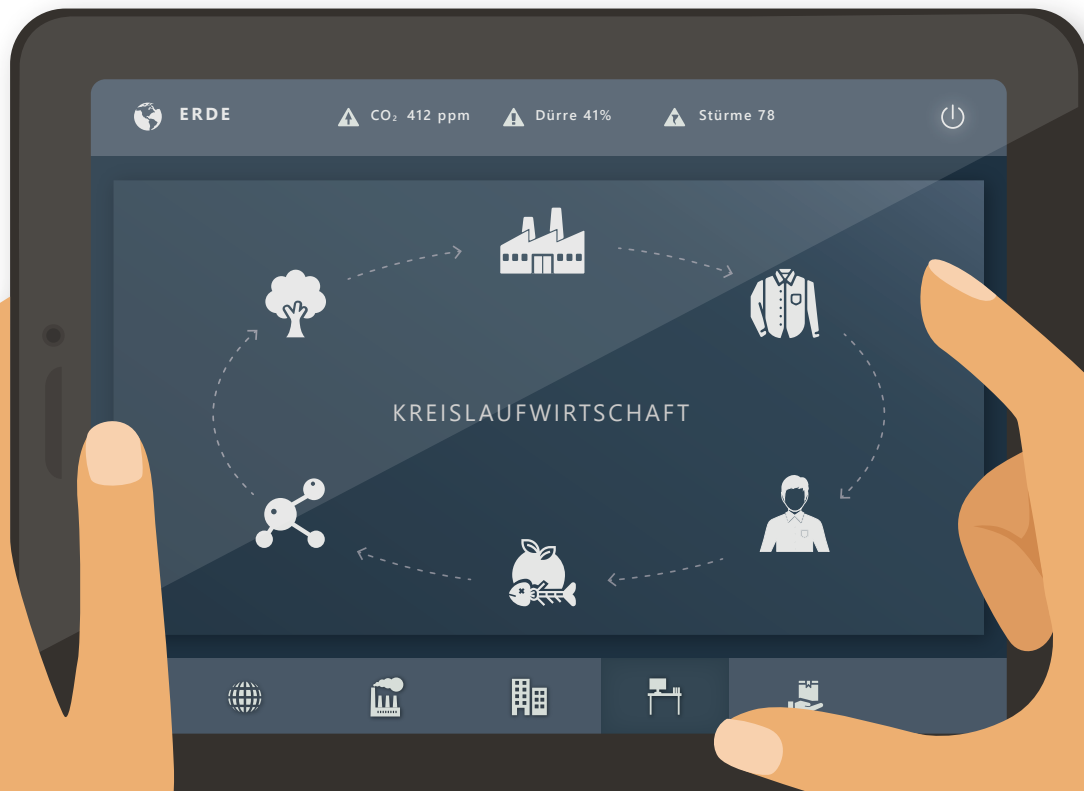 ERDE
CO₂ 412 ppm
Dürre 41%
Stürme 78
KREISLAUFWIRTSCHAFT